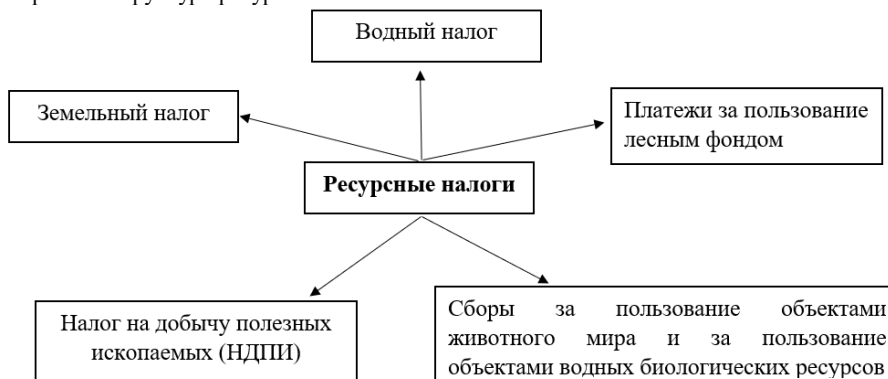 Водный налог
Земельный налог
Платежи за пользование
лесным фондом
Ресурсные налоги
Налог на добычу полезных
ископаемых (НДПИ)
Сборы за пользование объектами
животного мира и за пользование
объектами водных биологических ресурсов